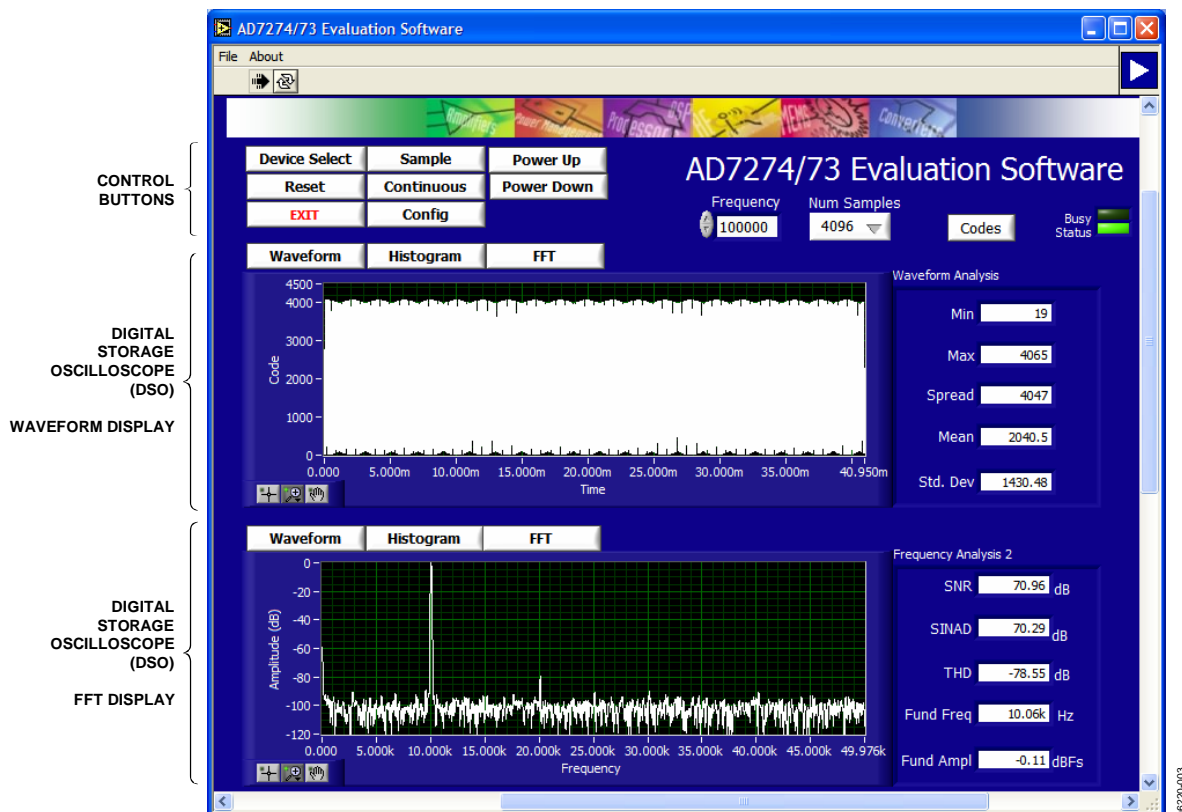 AD7274/73 Evaluation Software
File About
Amplifiers Power Management Processor DSP MEMS Converters
CONTROL
BUTTONS
Device Select Sample Power Up
Reset Continuous Power Down
EXIT Config
AD7274/73 Evaluation Software
Frequency Num Samples
100000 4096 Codes
Busy
Status
DIGITAL
STORAGE
OSCILLOSCOPE
(DSO)
WAVEFORM DISPLAY
Waveform Histogram FFT
4500
4000
3000
2000
1000
0
Code
0.000 5.000m 10.000m 15.000m 20.000m 25.000m 30.000m 35.000m 40.950m
Time
Waveform Analysis
Min 19
Max 4065
Spread 4047
Mean 2040.5
Std. Dev 1430.48
DIGITAL
STORAGE
OSCILLOSCOPE
(DSO)
FFT DISPLAY
Waveform Histogram FFT
0
-20
-40
-60
-80
-100
-120
Amplitude (dB)
0.000 5.000k 10.000k 15.000k 20.000k 25.000k 30.000k 35.000k 40.000k 45.000k 49.976k
Frequency
Frequency Analysis 2
SNR 70.96 dB
SINAD 70.29 dB
THD -78.55 dB
Fund Freq 10.06k Hz
Fund Ampl -0.11 dBFs